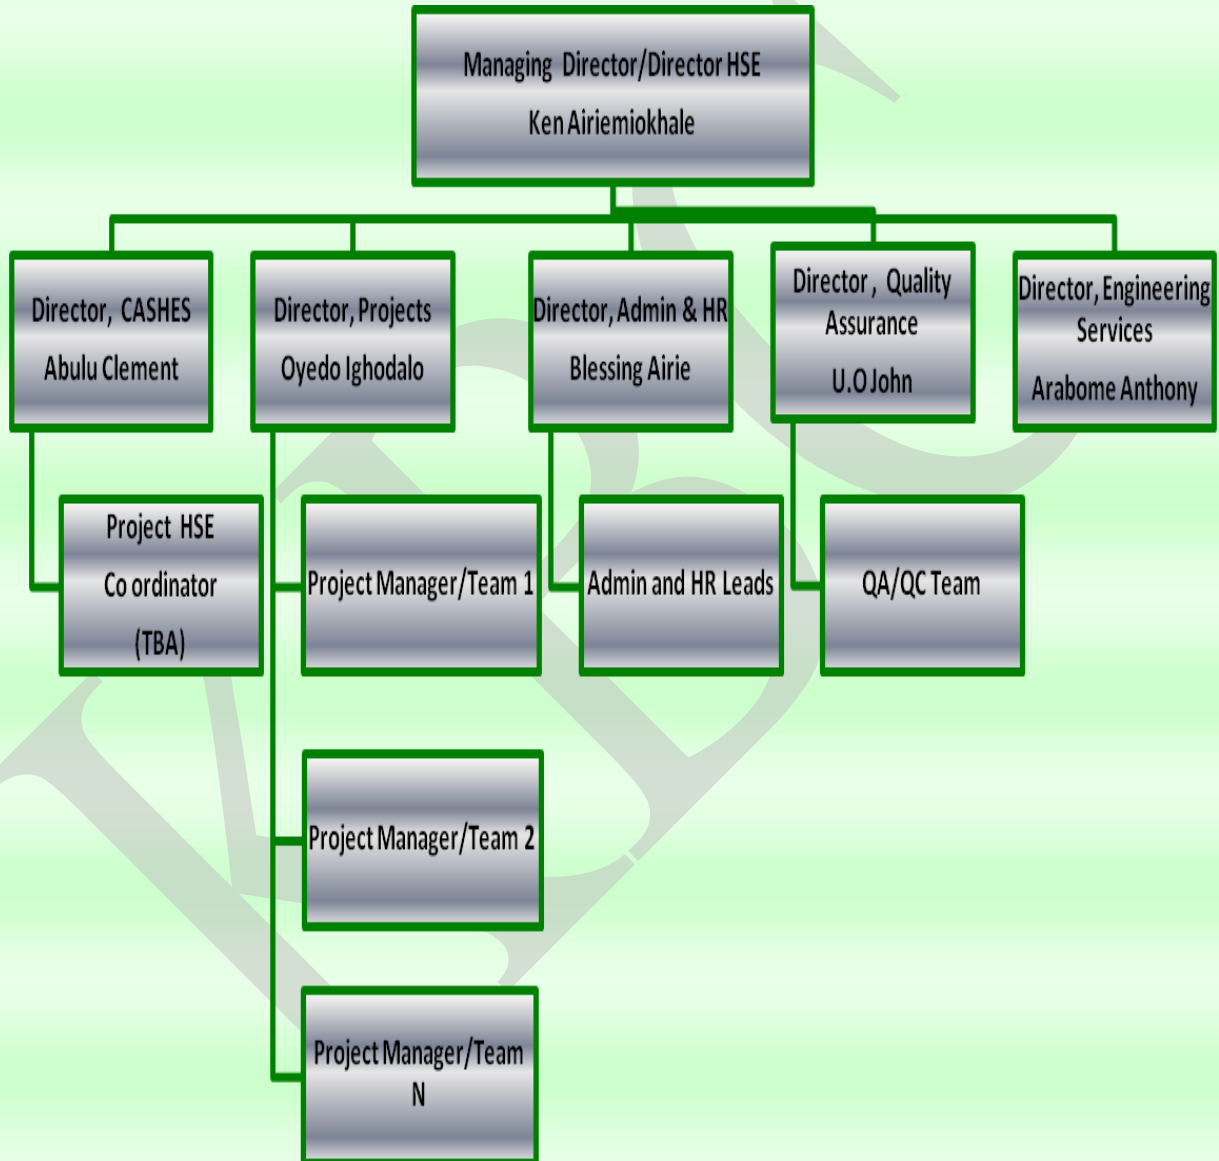 Managing Director/Director HSE
Ken Airiemiokhale
Director, CASHES
Abulu Clement
Director, Projects
Oyedo Ighodalo
Director, Admin & HR
Blessing Airie
Director , Quality
Assurance
U.O John
Director, Engineering
Services
Arabome Anthony
Project HSE
Co ordinator
(TBA)
Project Manager/Team 1
Admin and HR Leads
QA/QC Team
Project Manager/Team 2
Project Manager/Team
N